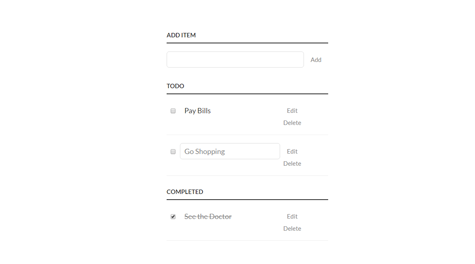 ADD ITEM
Add
TODO
Pay Bills
Edit
Delete
Go Shopping
Edit
Delete
COMPLETED
See the Doctor
Edit
Delete